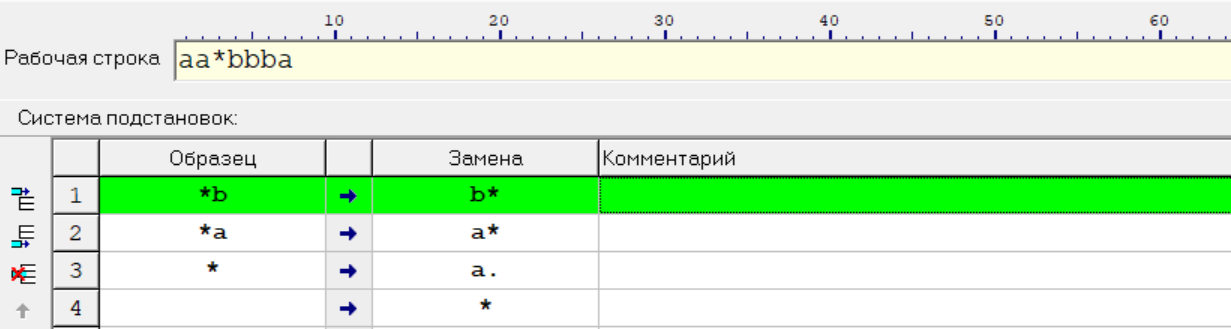 10 20 30 40 50 60
Рабочая строка aa*bbba
Система подстановок:
Образец Замена Комментарий
1 *b → b*
2 *a → a*
3 * → a.
4 → *